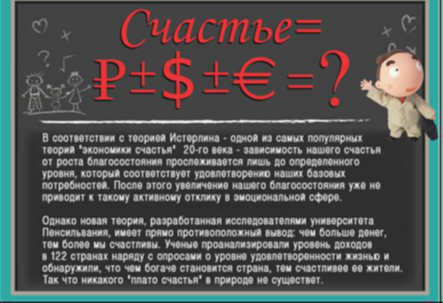 Счастье=
₽±$±€=?
В соответствии с теорией Истерлина - одной из самых популярных
теорий "экономики счастья" 20-го века - зависимость нашего счастья
от роста благосостояния прослеживается лишь до определенного
уровня, который соответствует удовлетворению наших базовых
потребностей. После этого увеличение нашего благосостояния уже не
приводит к такому активному отклику в эмоциональной сфере.
Однако новая теория, разработанная исследователями университета
Пенсильвания, имеет прямо противоположный вывод: чем больше денег,
тем более мы счастливы. Ученые проанализировали уровень доходов
в 122 странах наряду с опросами о уровне удовлетворенности жизнью и
обнаружили, что чем богаче становится страна, тем счастливее ее жители.
Так что никакого "плато счастья" в природе не существует.